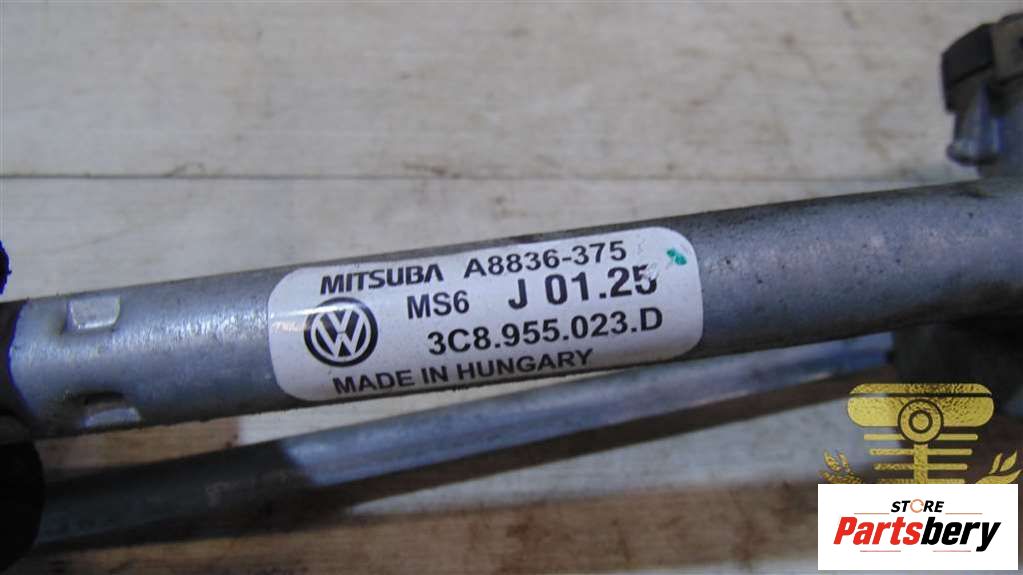 MITSUBA A8836-375
MS6 J 01.25
3C8.955.023.D
MADE IN HUNGARY
STORE
Partsbery